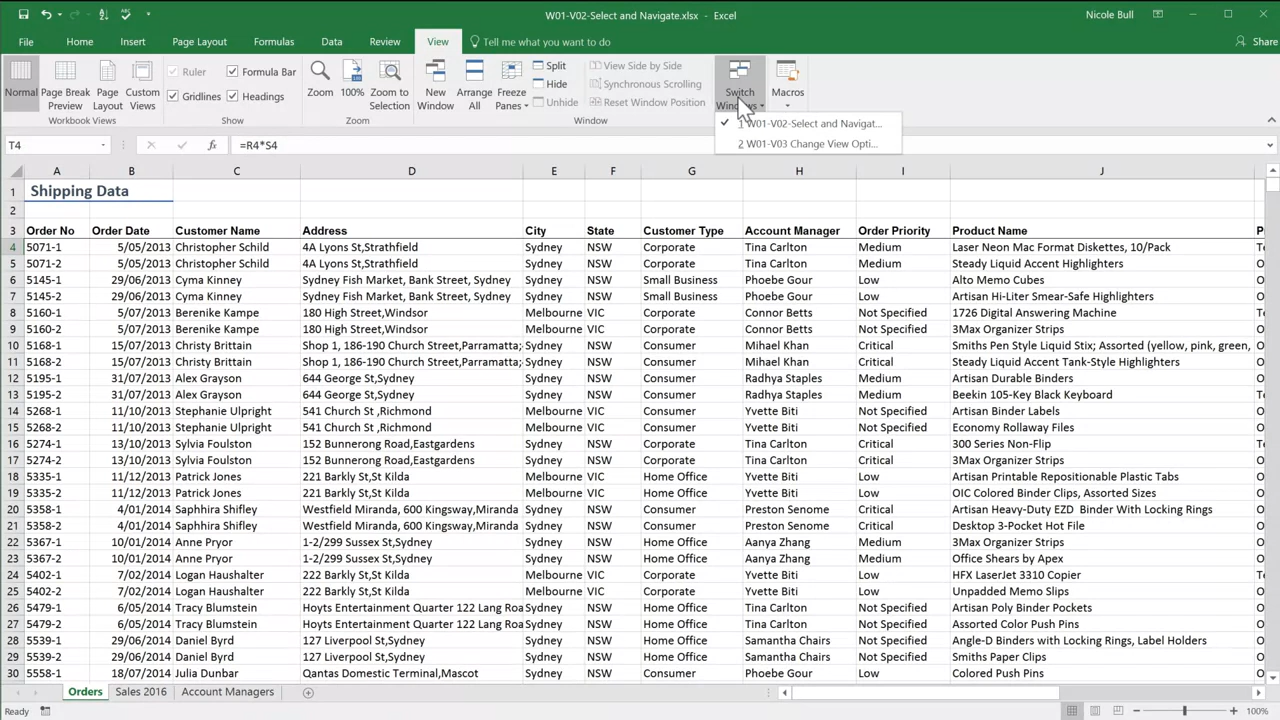 W01-V02-Select and Navigate.xlsx - Excel
Nicole Bull
File Home Insert Page Layout Formulas Data Review View Tell me what you want to do Share
Normal
Page Break Preview
Page Layout
Custom Views
Ruler
Formula Bar
Gridlines
Headings
Zoom
100%
Zoom to Selection
New Window
Arrange All
Freeze Panes
Split
Hide
Unhide
View Side by Side
Synchronous Scrolling
Reset Window Position
Switch Windows
Macros
Workbook Views Show Zoom Window
1 W01-V02-Select and Navigat...
2 W01-V03 Change View Opti...
T4 fx =R4*S4
A B C D E F G H I J
1 Shipping Data
2
3 Order No Order Date Customer Name Address City State Customer Type Account Manager Order Priority Product Name
4 5071-1 5/05/2013 Christopher Schild 4A Lyons St,Strathfield Sydney NSW Corporate Tina Carlton Medium Laser Neon Mac Format Diskettes, 10/Pack
5 5071-2 5/05/2013 Christopher Schild 4A Lyons St,Strathfield Sydney NSW Corporate Tina Carlton Medium Steady Liquid Accent Highlighters
6 5145-1 29/06/2013 Cyma Kinney Sydney Fish Market, Bank Street, Sydney Sydney NSW Small Business Phoebe Gour Low Alto Memo Cubes
7 5145-2 29/06/2013 Cyma Kinney Sydney Fish Market, Bank Street, Sydney Sydney NSW Small Business Phoebe Gour Low Artisan Hi-Liter Smear-Safe Highlighters
8 5160-1 5/07/2013 Berenike Kampe 180 High Street,Windsor Melbourne VIC Corporate Connor Betts Not Specified 1726 Digital Answering Machine
9 5160-2 5/07/2013 Berenike Kampe 180 High Street,Windsor Melbourne VIC Corporate Connor Betts Not Specified 3Max Organizer Strips
10 5168-1 15/07/2013 Christy Brittain Shop 1, 186-190 Church Street,Parramatta; Sydney NSW Consumer Mihael Khan Critical Smiths Pen Style Liquid Stix; Assorted (yellow, pink, green,
11 5168-2 15/07/2013 Christy Brittain Shop 1, 186-190 Church Street,Parramatta; Sydney NSW Consumer Mihael Khan Critical Steady Liquid Accent Tank-Style Highlighters
12 5195-1 31/07/2013 Alex Grayson 644 George St,Sydney Sydney NSW Consumer Radhya Staples Medium Artisan Durable Binders
13 5195-2 31/07/2013 Alex Grayson 644 George St,Sydney Sydney NSW Consumer Radhya Staples Medium Beekin 105-Key Black Keyboard
14 5268-1 11/10/2013 Stephanie Ulpright 541 Church St ,Richmond Melbourne VIC Consumer Yvette Biti Not Specified Artisan Binder Labels
15 5268-2 11/10/2013 Stephanie Ulpright 541 Church St ,Richmond Melbourne VIC Consumer Yvette Biti Not Specified Economy Rollaway Files
16 5274-1 13/10/2013 Sylvia Foulston 152 Bunnerong Road,Eastgardens Sydney NSW Corporate Tina Carlton Critical 300 Series Non-Flip
17 5274-2 13/10/2013 Sylvia Foulston 152 Bunnerong Road,Eastgardens Sydney NSW Corporate Tina Carlton Critical 3Max Organizer Strips
18 5335-1 11/12/2013 Patrick Jones 221 Barkly St,St Kilda Melbourne VIC Home Office Yvette Biti Low Artisan Printable Repositionable Plastic Tabs
19 5335-2 11/12/2013 Patrick Jones 221 Barkly St,St Kilda Melbourne VIC Home Office Yvette Biti Low OIC Colored Binder Clips, Assorted Sizes
20 5358-1 4/01/2014 Saphhira Shifley Westfield Miranda, 600 Kingsway,Miranda Sydney NSW Consumer Preston Senome Critical Artisan Heavy-Duty EZD Binder With Locking Rings
21 5358-2 4/01/2014 Saphhira Shifley Westfield Miranda, 600 Kingsway,Miranda Sydney NSW Consumer Preston Senome Critical Desktop 3-Pocket Hot File
22 5367-1 10/01/2014 Anne Pryor 1-2/299 Sussex St,Sydney Sydney NSW Home Office Aanya Zhang Medium 3Max Organizer Strips
23 5367-2 10/01/2014 Anne Pryor 1-2/299 Sussex St,Sydney Sydney NSW Home Office Aanya Zhang Medium Office Shears by Apex
24 5402-1 7/02/2014 Logan Haushalter 222 Barkly St,St Kilda Melbourne VIC Corporate Yvette Biti Low HFX LaserJet 3310 Copier
25 5402-2 7/02/2014 Logan Haushalter 222 Barkly St,St Kilda Melbourne VIC Corporate Yvette Biti Low Unpadded Memo Slips
26 5479-1 6/05/2014 Tracy Blumstein Hoyts Entertainment Quarter 122 Lang Roa Sydney NSW Home Office Tina Carlton Not Specified Artisan Poly Binder Pockets
27 5479-2 6/05/2014 Tracy Blumstein Hoyts Entertainment Quarter 122 Lang Roa Sydney NSW Home Office Tina Carlton Not Specified Assorted Color Push Pins
28 5539-1 29/06/2014 Daniel Byrd 127 Liverpool St,Sydney Sydney NSW Home Office Samantha Chairs Not Specified Angle-D Binders with Locking Rings, Label Holders
29 5539-2 29/06/2014 Daniel Byrd 127 Liverpool St,Sydney Sydney NSW Home Office Samantha Chairs Not Specified Smiths Paper Clips
30 5558-1 18/07/2014 Julia Dunbar Qantas Domestic Terminal,Mascot Sydney NSW Corporate Phoebe Gour Low Colored Push Pins
Orders Sales 2016 Account Managers
Ready 100%